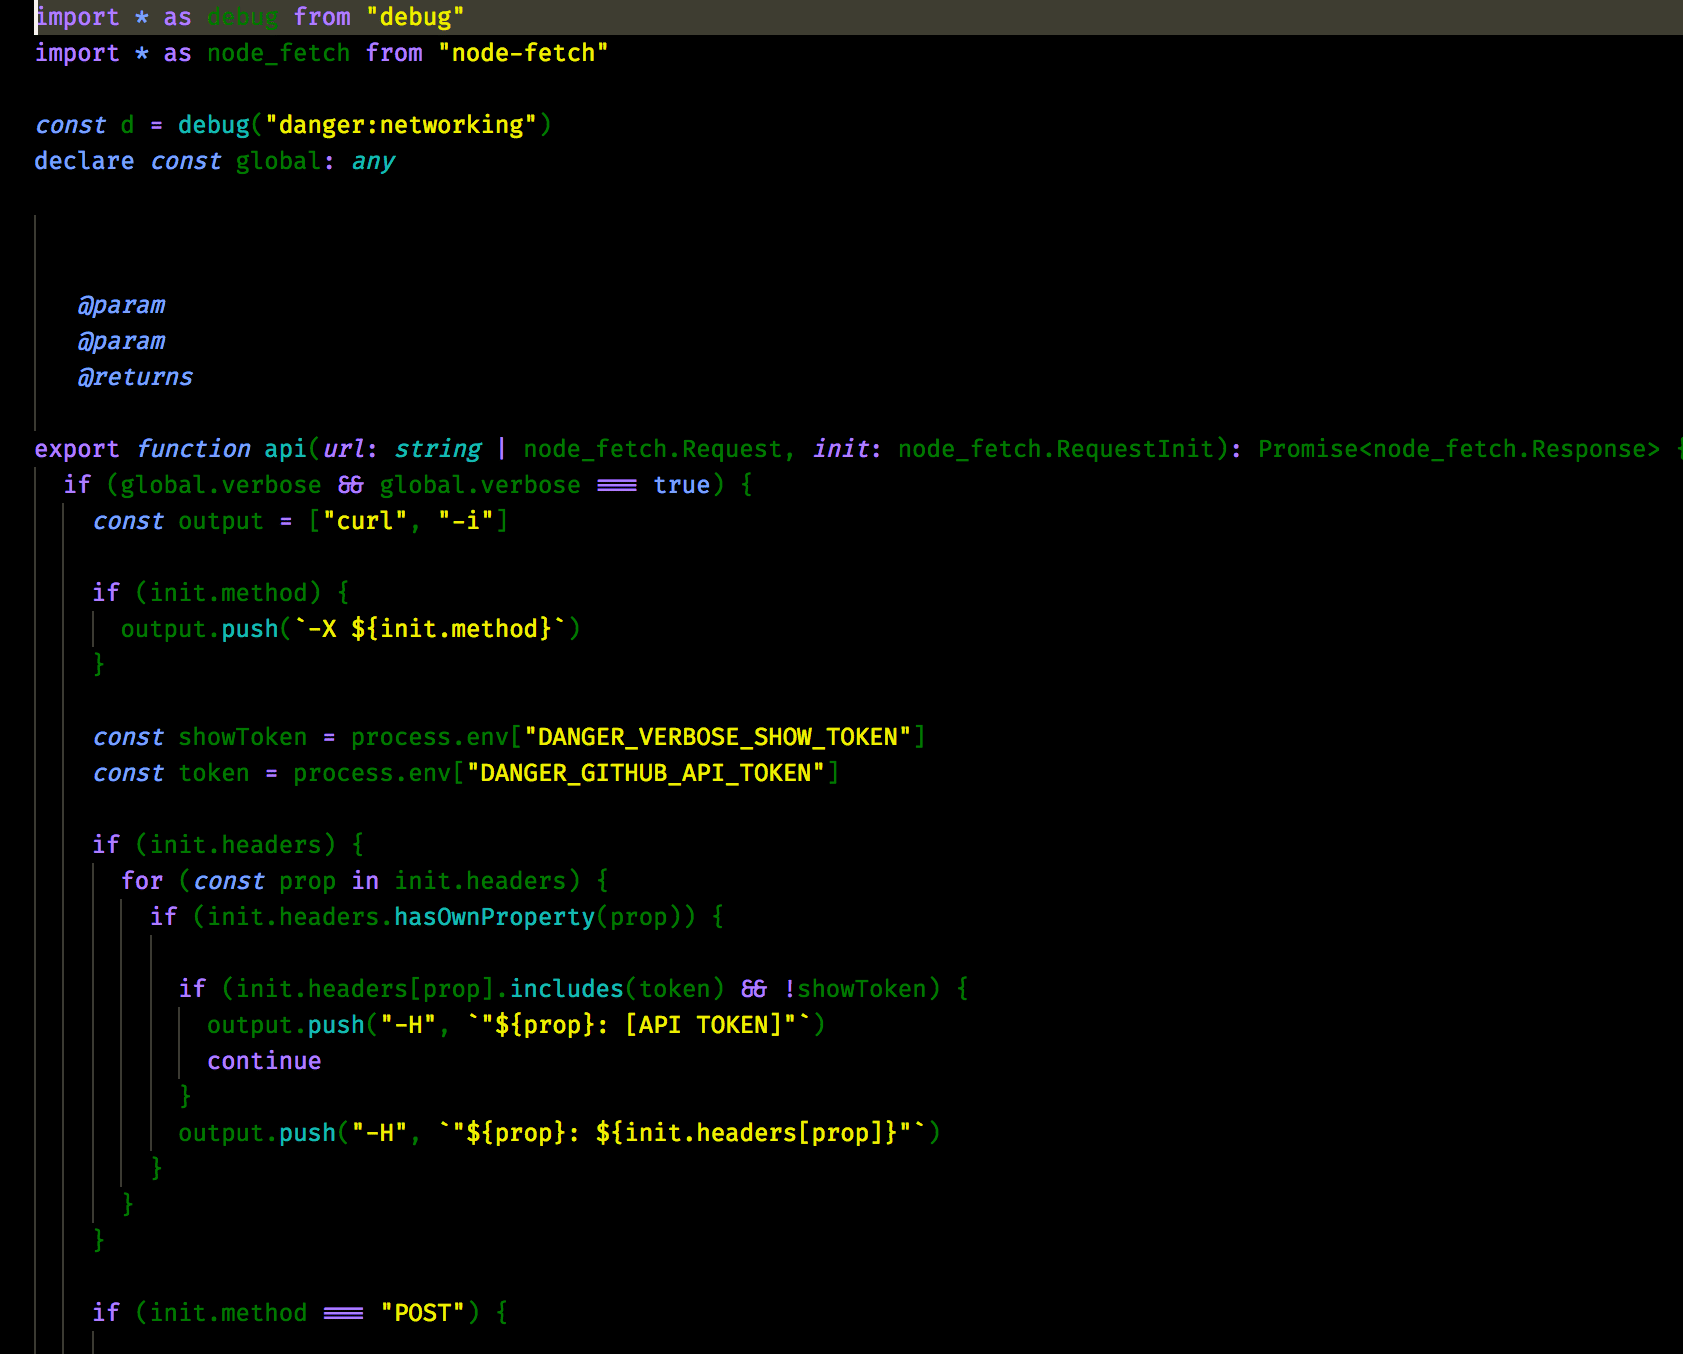 import * as debug from "debug"
import * as node_fetch from "node-fetch"
const d = debug("danger:networking")
declare const global: any
@param
@param
@returns
export function api(url: string | node_fetch.Request, init: node_fetch.RequestInit): Promise<node_fetch.Response> {
if (global.verbose && global.verbose === true) {
const output = ["curl", "-i"]
if (init.method) {
output.push(`-X ${init.method}`)
}
const showToken = process.env["DANGER_VERBOSE_SHOW_TOKEN"]
const token = process.env["DANGER_GITHUB_API_TOKEN"]
if (init.headers) {
for (const prop in init.headers) {
if (init.headers.hasOwnProperty(prop)) {
if (init.headers[prop].includes(token) && !showToken) {
output.push("-H", `"${prop}: [API TOKEN]"`)
continue
}
output.push("-H", `"${prop}: ${init.headers[prop]}"`)
}
}
}
if (init.method === "POST") {